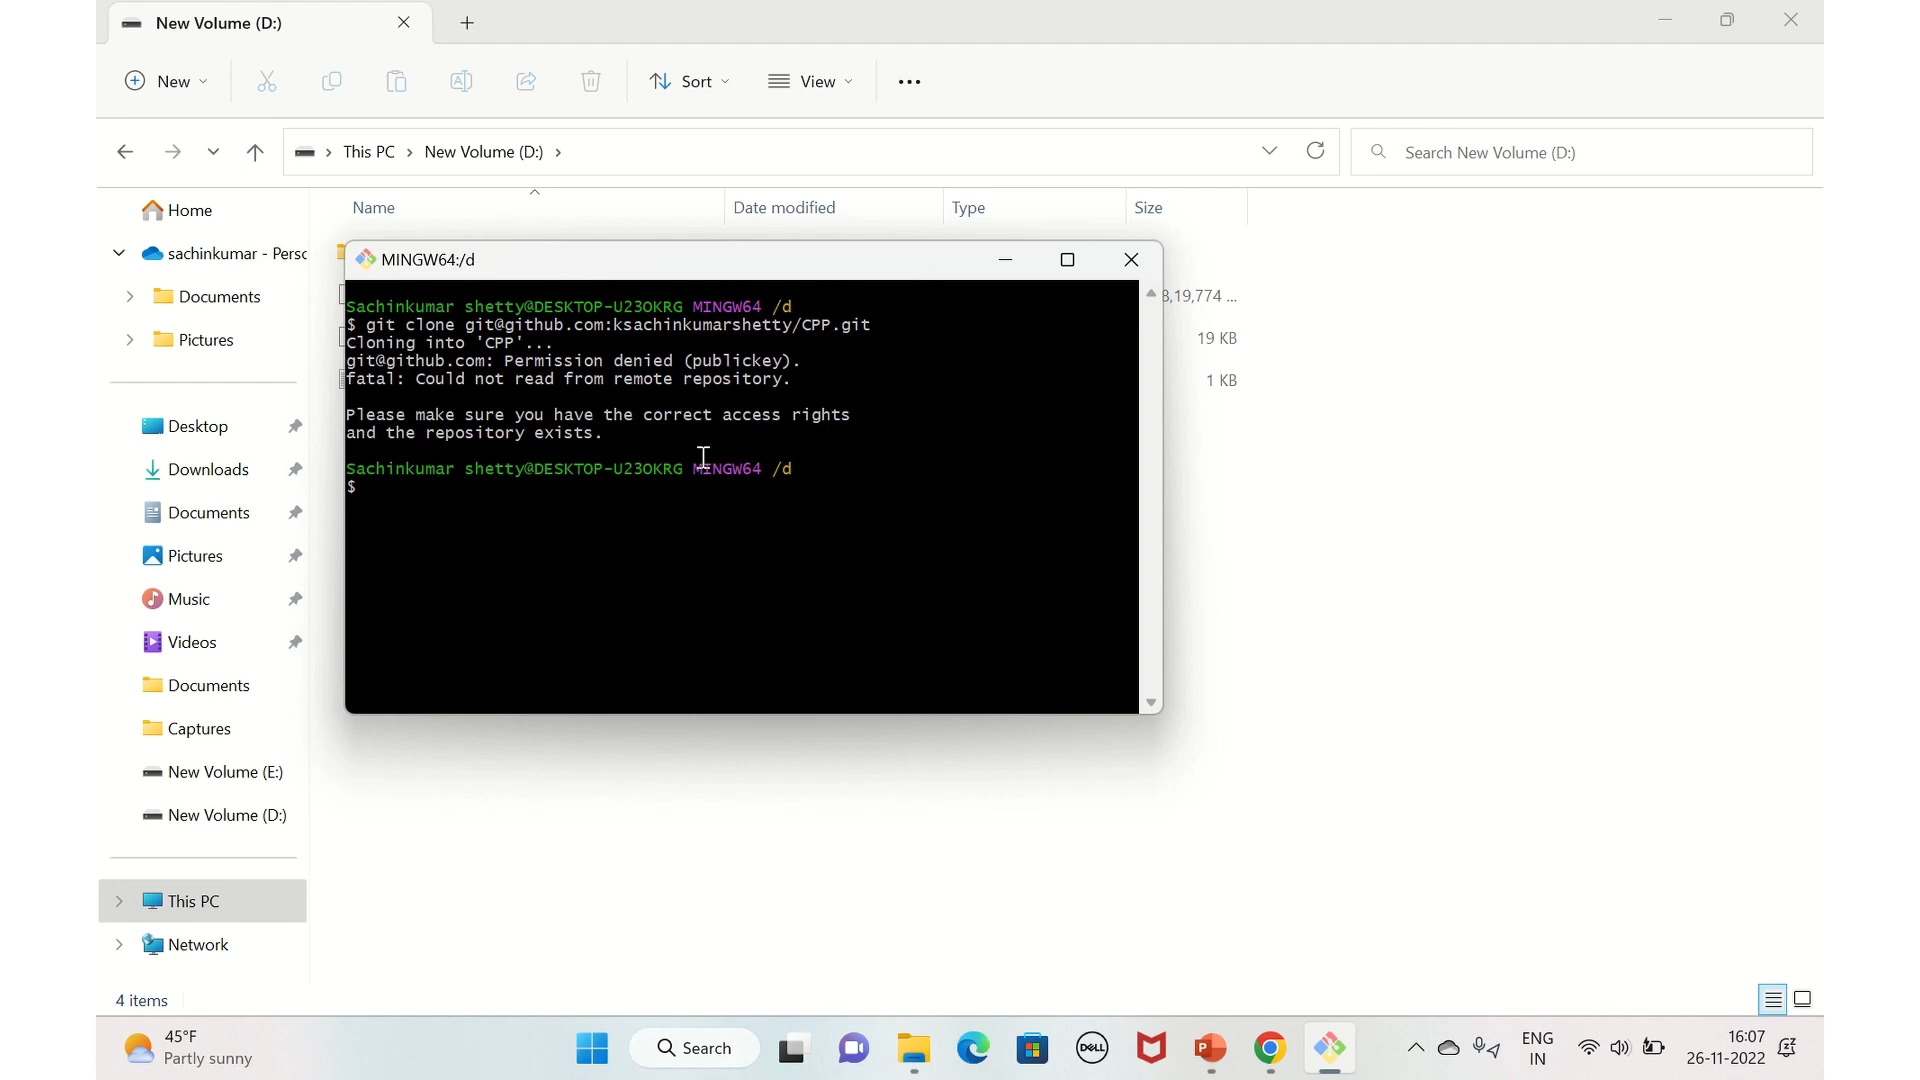 New Volume (D:)
New
Sort
View
This PC
New Volume (D:)
Search New Volume (D:)
Home
sachinkumar - Persc
Documents
Pictures
Desktop
Downloads
Documents
Pictures
Music
Videos
Documents
Captures
New Volume (E:)
New Volume (D:)
This PC
Network
Name
Date modified
Type
Size
8,19,774 ...
19 KB
1 KB
MINGW64:/d
Sachinkumar shetty@DESKTOP-U23OKRG MINGW64 /d
$ git clone git@github.com:ksachinkumarshetty/CPP.git
Cloning into 'CPP'...
git@github.com: Permission denied (publickey).
fatal: Could not read from remote repository.
Please make sure you have the correct access rights
and the repository exists.
Sachinkumar shetty@DESKTOP-U23OKRG MINGW64 /d
$
4 items
45°F
Partly sunny
Search
DELL
ENG
IN
16:07
26-11-2022